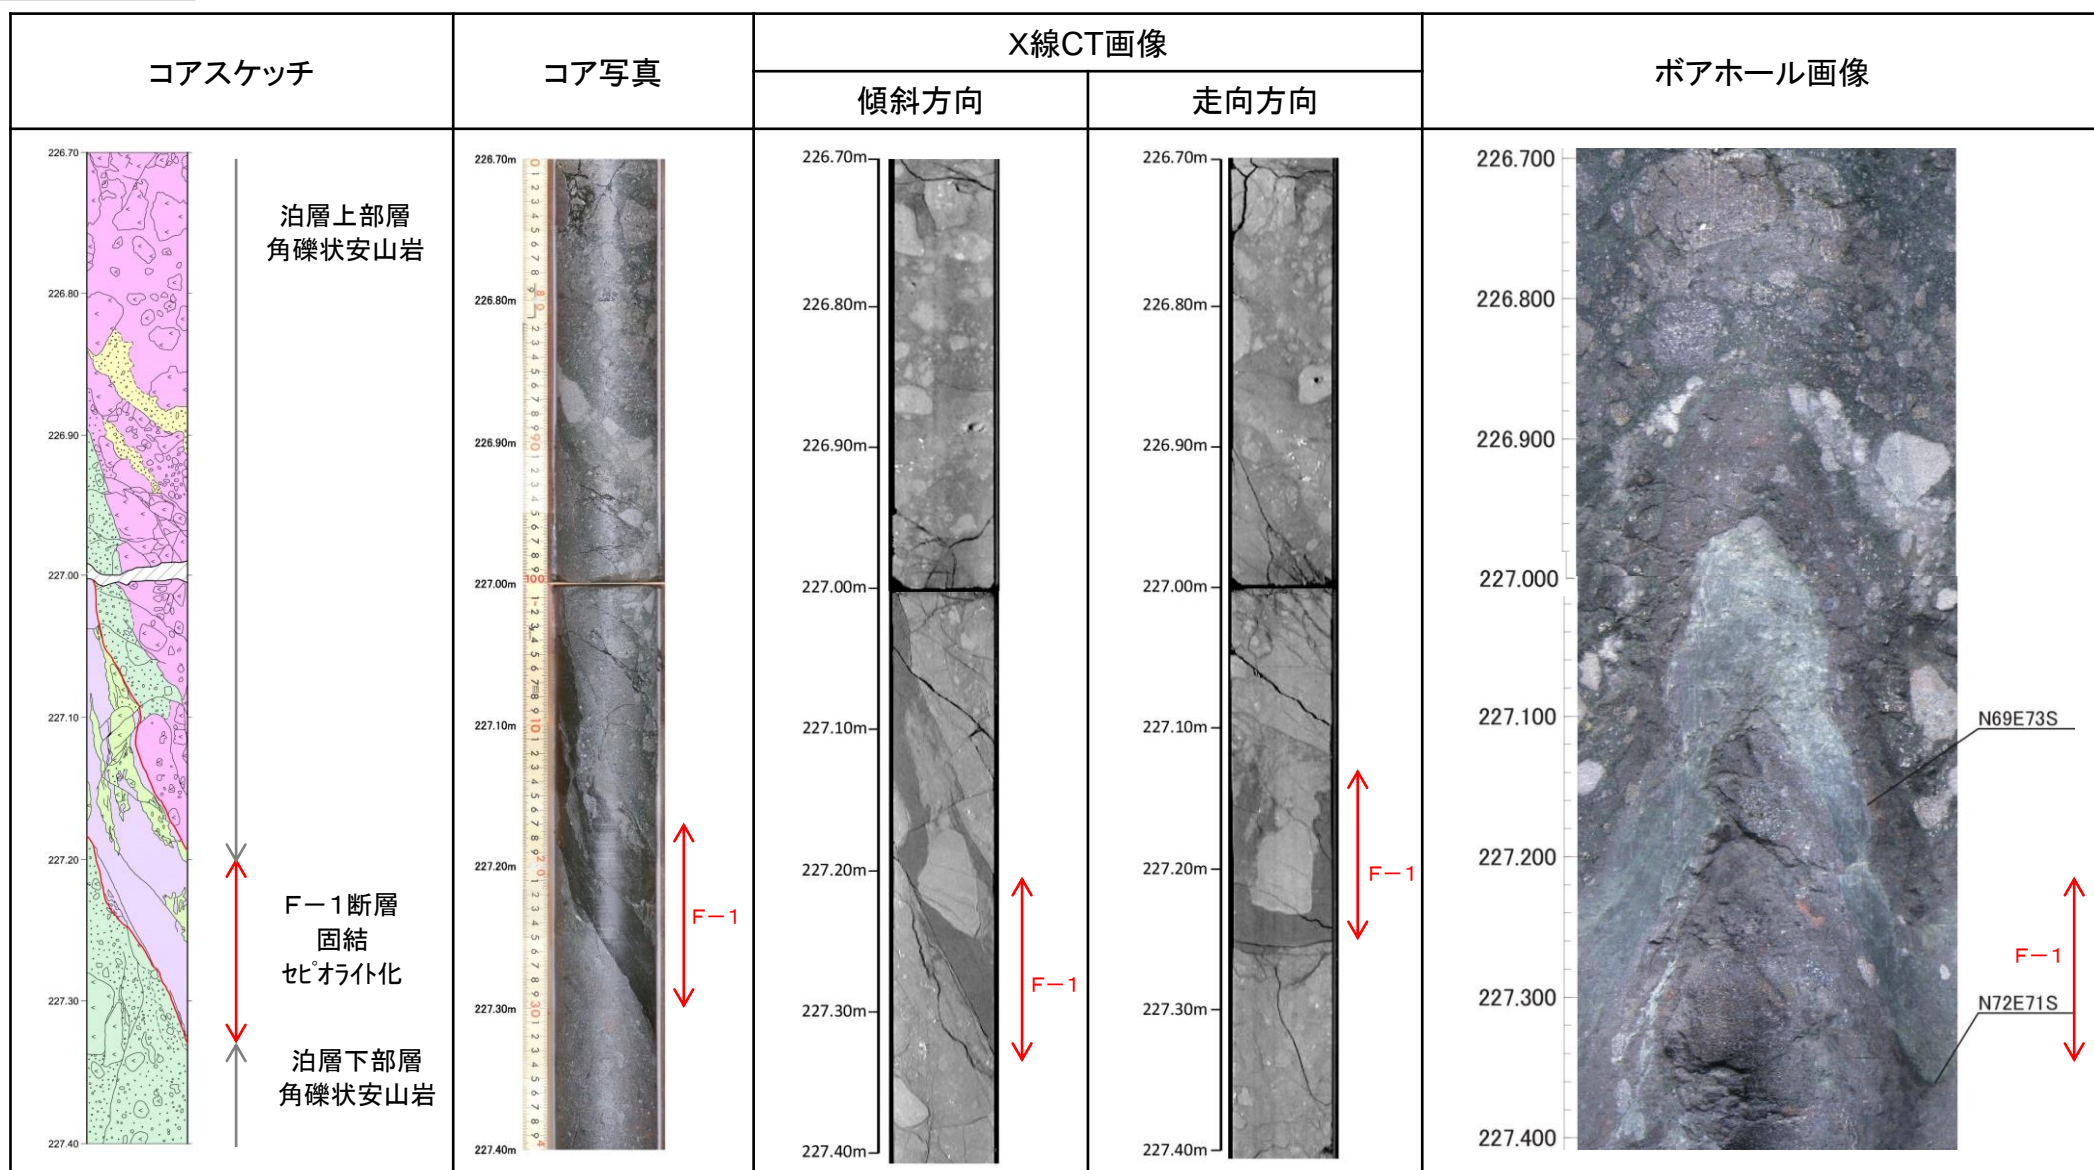 コアスケッチ
コア写真
X線CT画像
傾斜方向
走向方向
ボアホール画像
226.70
226.80
226.90
227.00
227.10
227.20
227.30
227.40
泊層上部層
角礫状安山岩
F－1断層
固結
セピオライト化
泊層下部層
角礫状安山岩
226.70m
226.80m
226.90m
227.00m
227.10m
227.20m
227.30m
227.40m
F－1
226.70m
226.80m
226.90m
227.00m
227.10m
227.20m
227.30m
227.40m
F－1
226.70m
226.80m
226.90m
227.00m
227.10m
227.20m
227.30m
227.40m
F－1
226.700
226.800
226.900
227.000
227.100
227.200
227.300
227.400
N69E73S
N72E71S
F－1